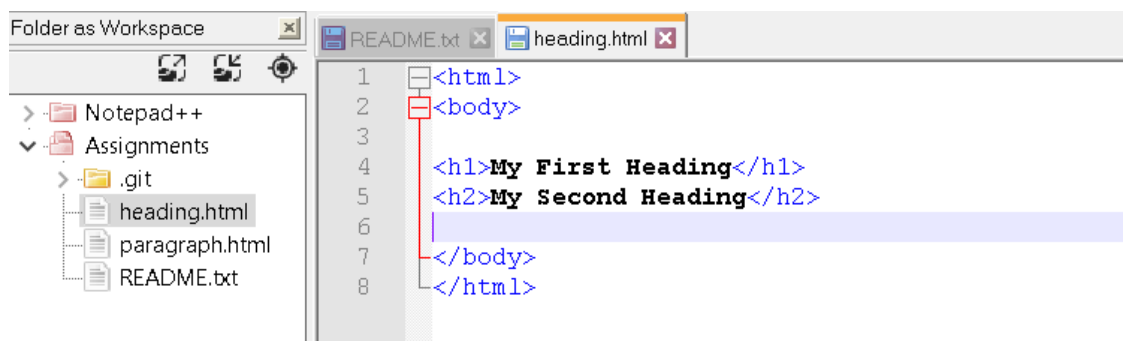 Folder as Workspace
README.txt heading.html
Notepad++
Assignments
.git
heading.html
paragraph.html
README.txt
1 <html>
2 <body>
3
4 <h1>My First Heading</h1>
5 <h2>My Second Heading</h2>
6
7 </body>
8 </html>